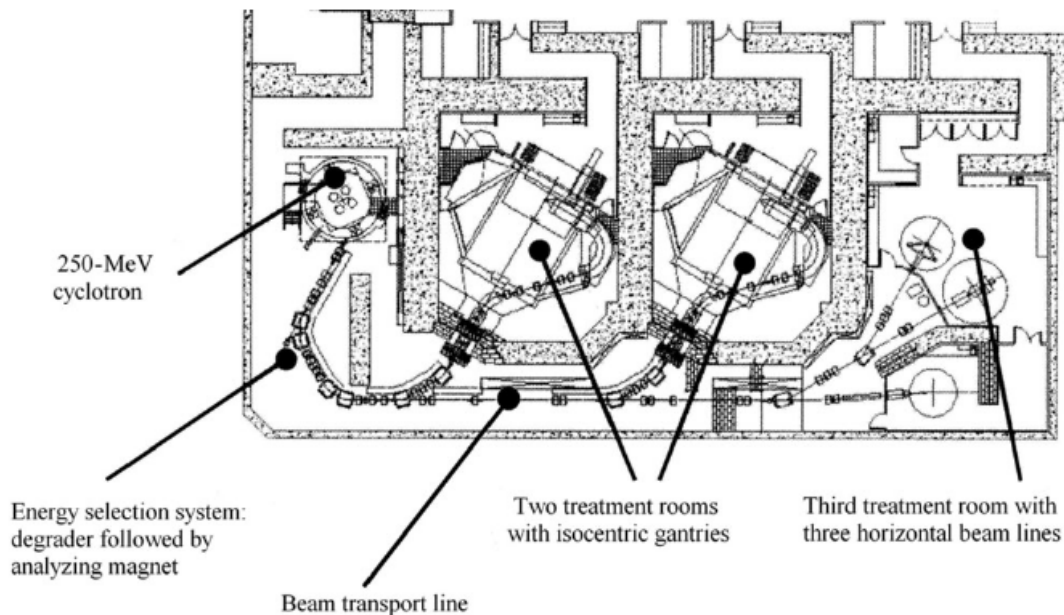 250-MeV
cyclotron
Energy selection system:
degrader followed by
analyzing magnet
Beam transport line
Two treatment rooms
with isocentric gantries
Third treatment room with
three horizontal beam lines